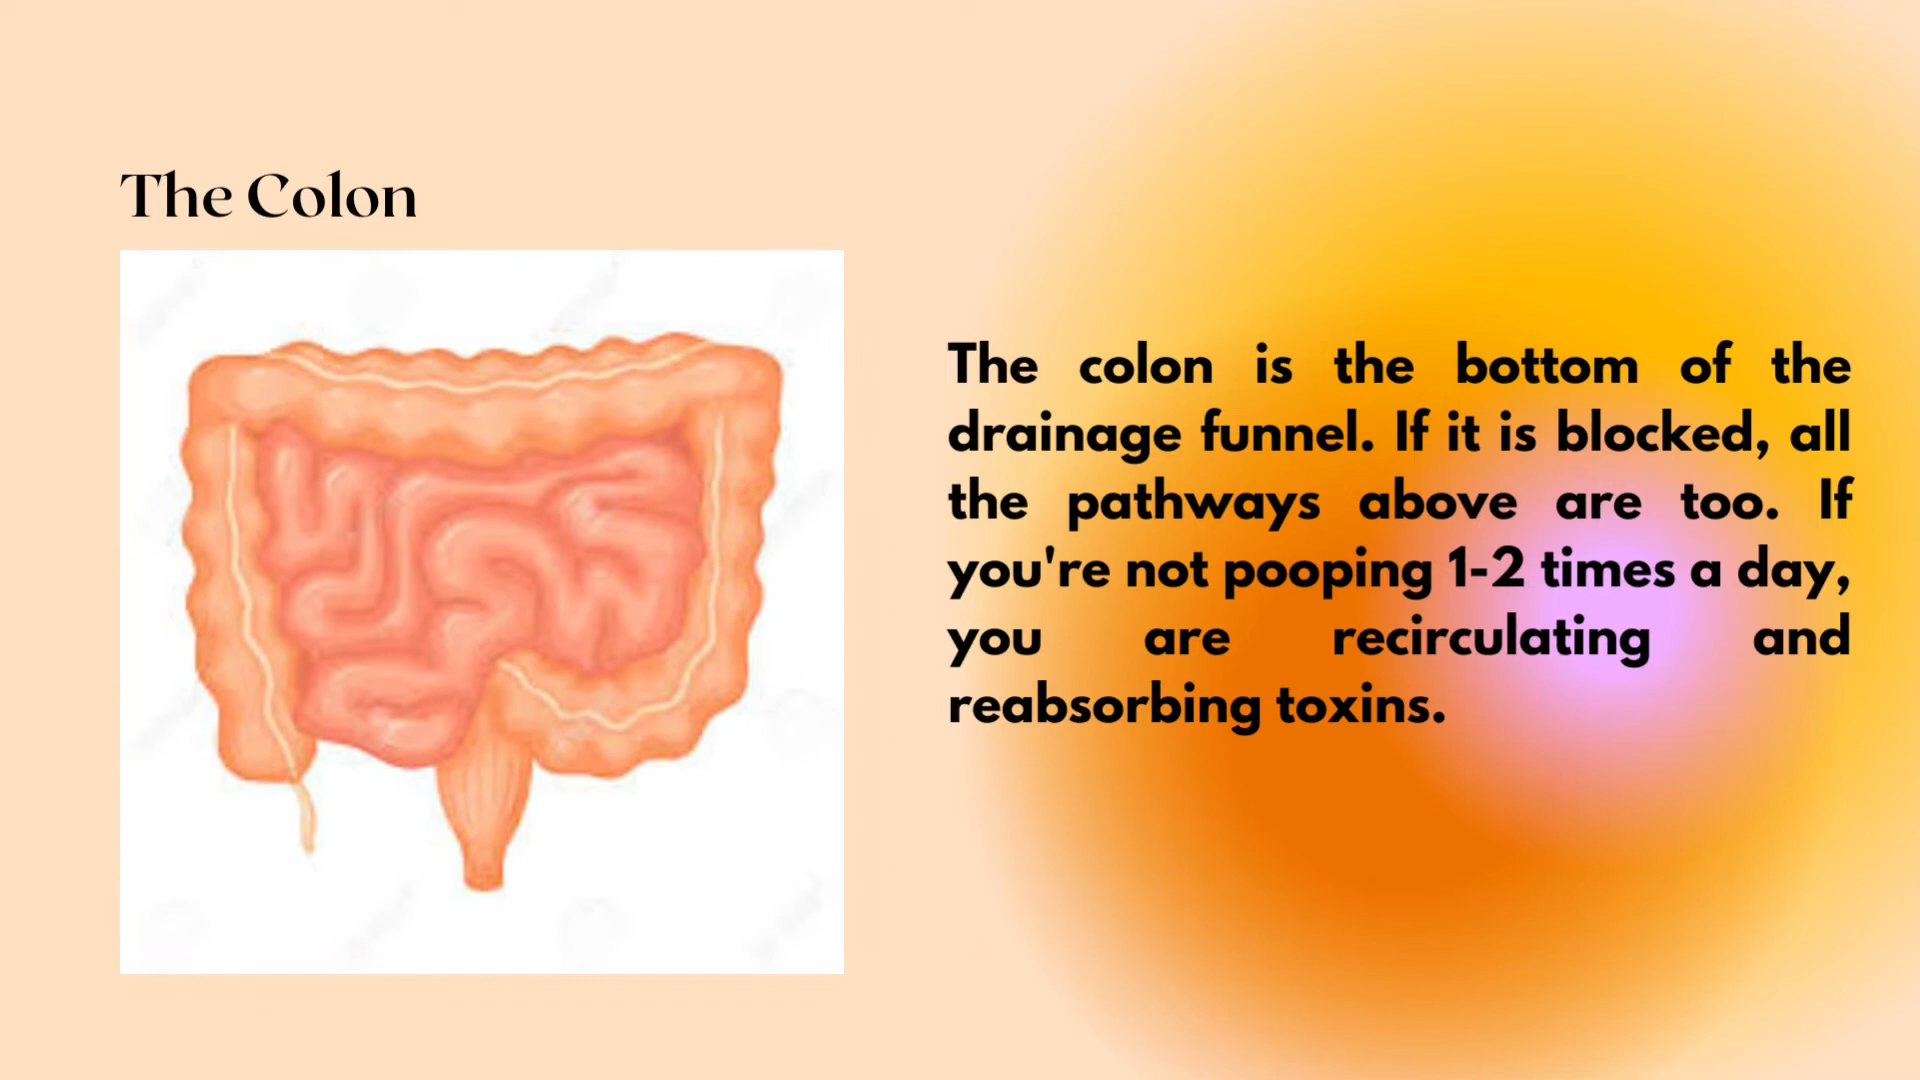 The Colon
The colon is the bottom of the
drainage funnel. If it is blocked, all
the pathways above are too. If
you're not pooping 1-2 times a day,
you are recirculating and
reabsorbing toxins.